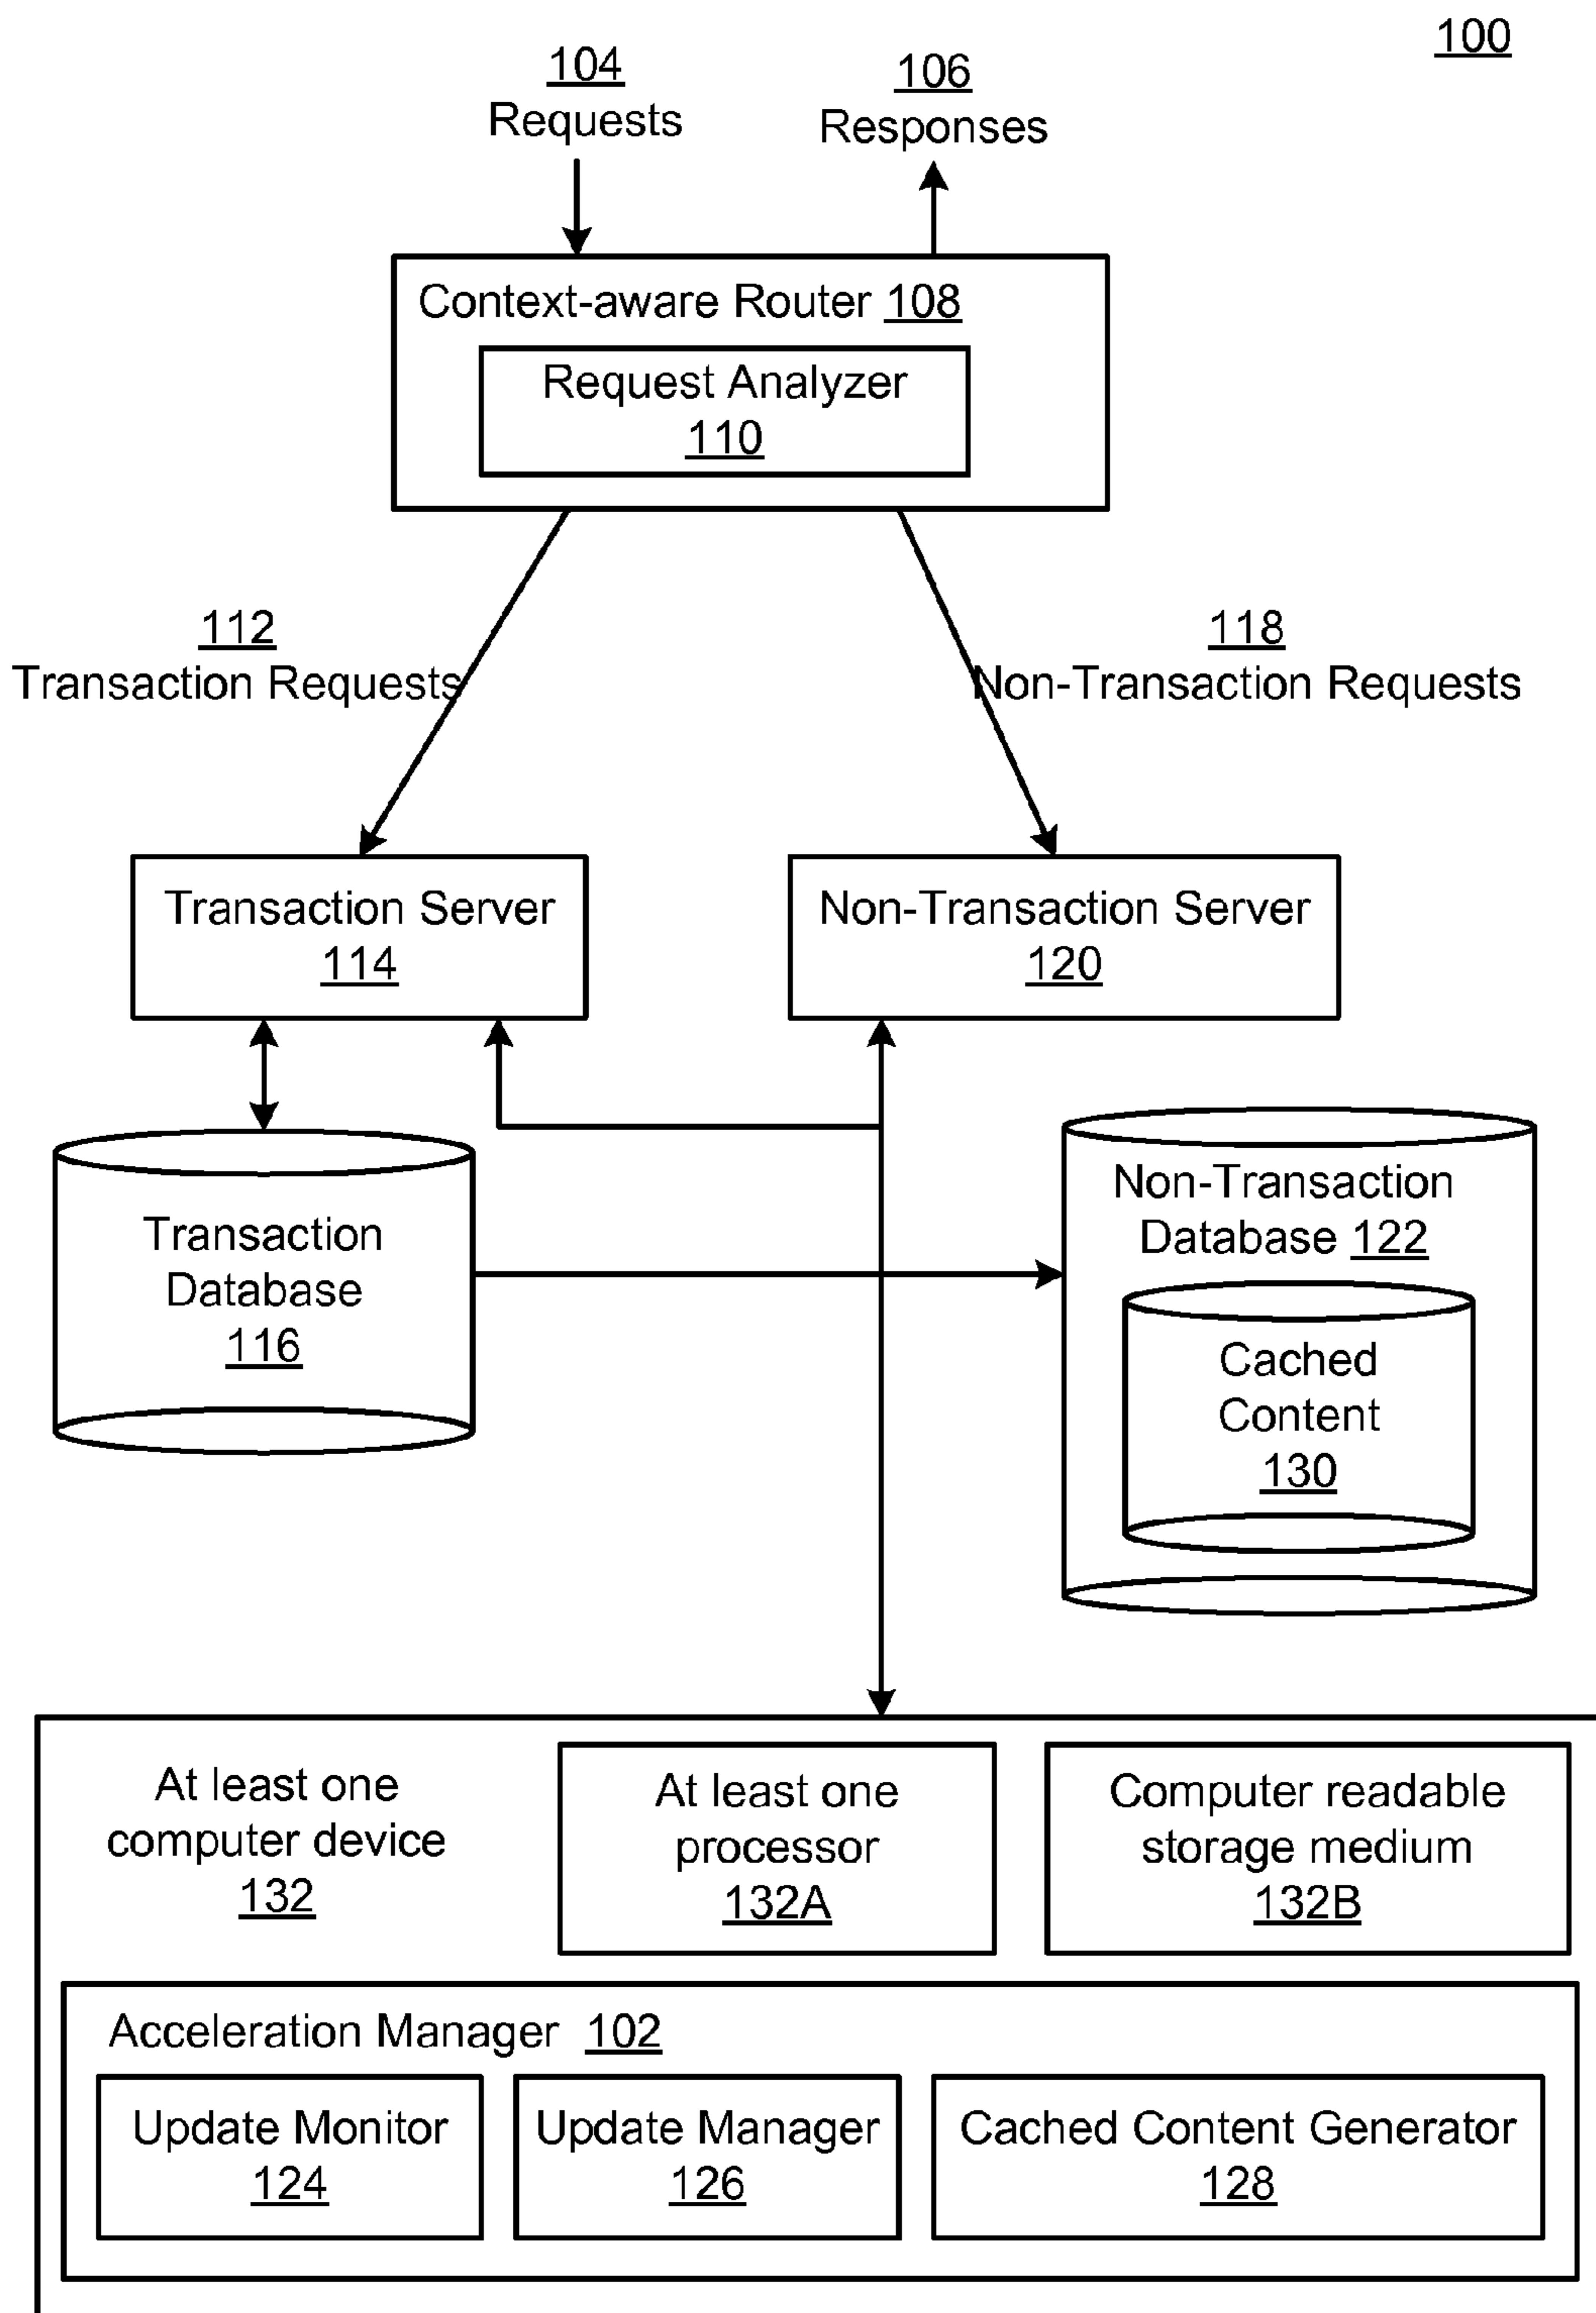 100
104
Requests
106
Responses
Context-aware Router 108
Request Analyzer
110
112
Transaction Requests
118
Non-Transaction Requests
Transaction Server
114
Non-Transaction Server
120
Transaction
Database
116
Non-Transaction
Database 122
Cached
Content
130
At least one
computer device
132
At least one
processor
132A
Computer readable
storage medium
132B
Acceleration Manager 102
Update Monitor
124
Update Manager
126
Cached Content Generator
128